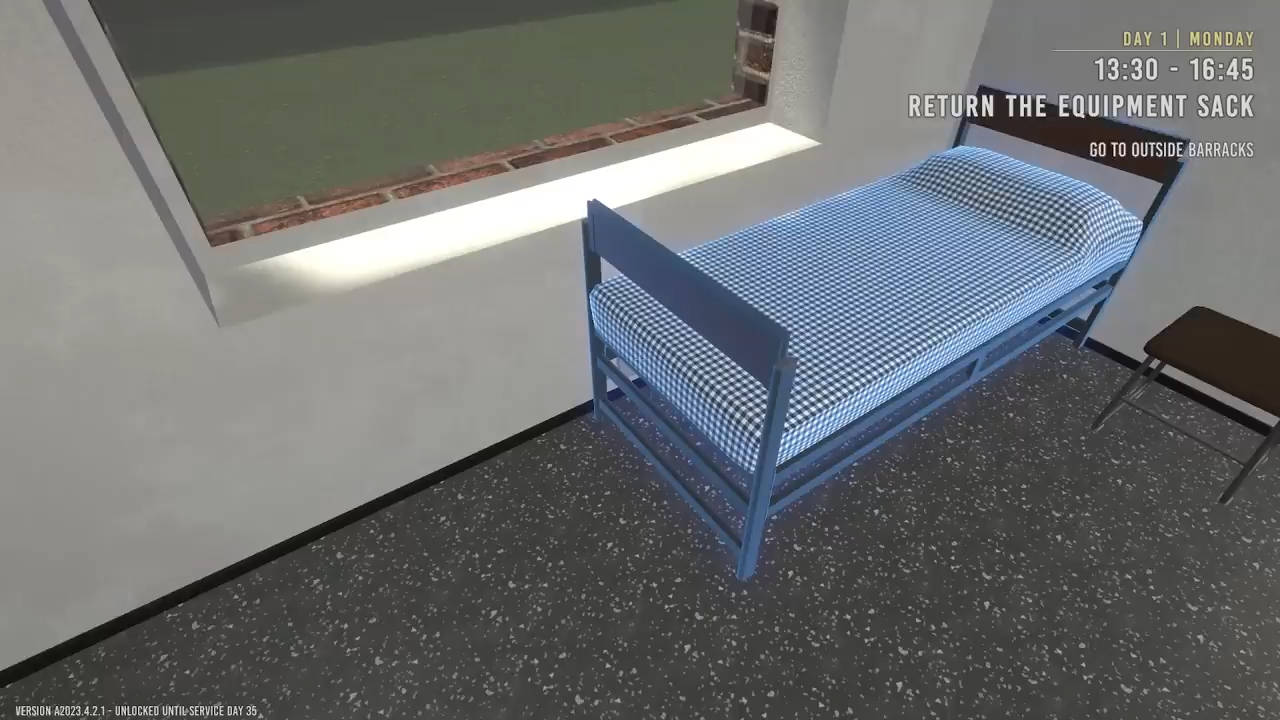 DAY 1 | MONDAY
13:30 - 16:45
RETURN THE EQUIPMENT SACK
GO TO OUTSIDE BARRACKS
VERSION A2023.4.2.1 - UNLOCKED UNTIL SERVICE DAY 35